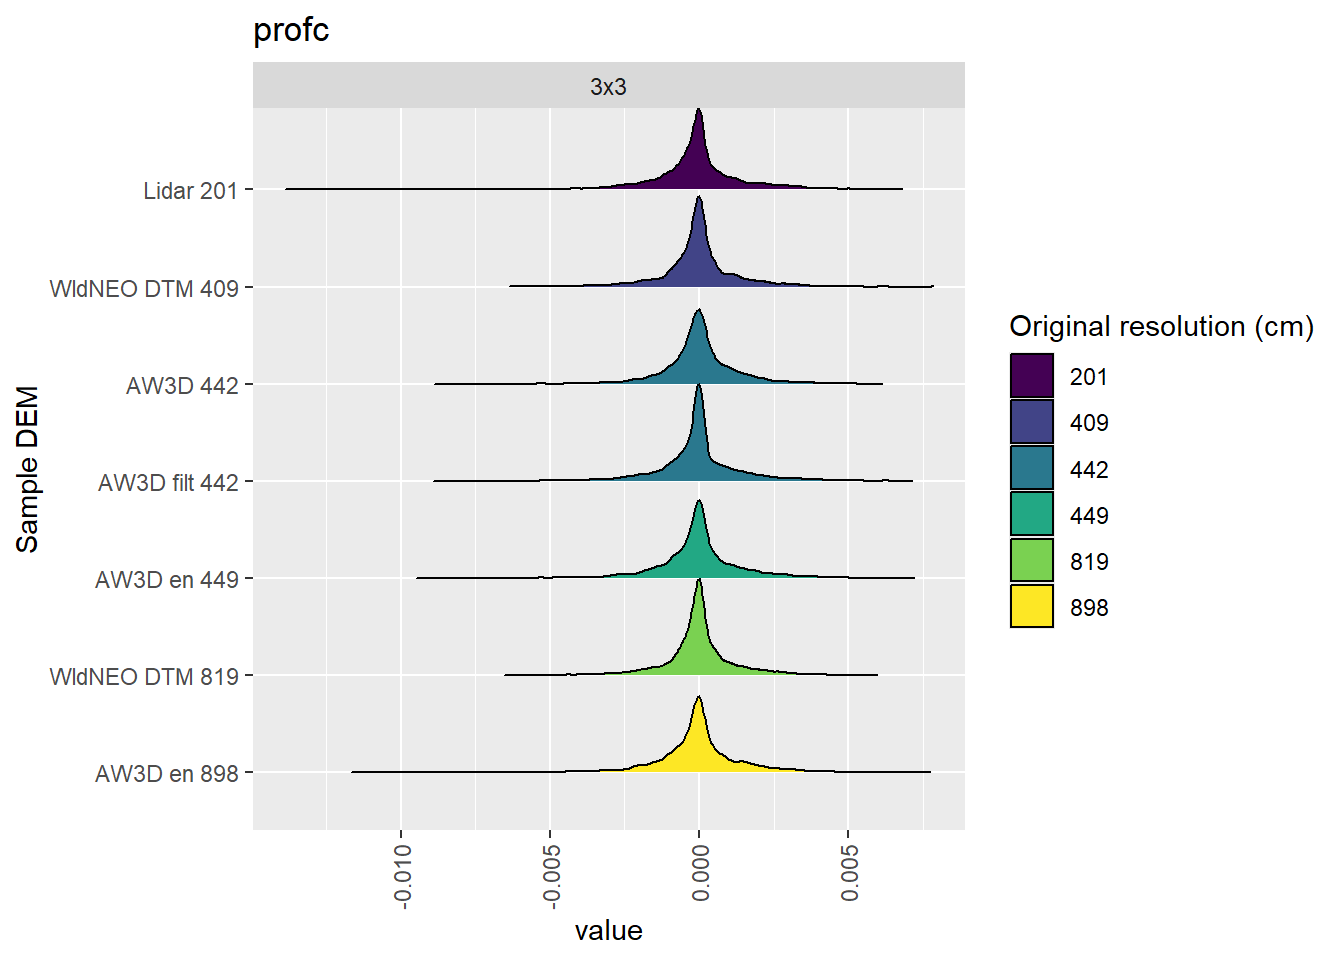 profc
3x3
Sample DEM
Lidar 201
WldNEO DTM 409
AW3D 442
AW3D filt 442
AW3D en 449
WldNEO DTM 819
AW3D en 898
-0.010
-0.005
0.000
0.005
value
Original resolution (cm)
201
409
442
449
819
898